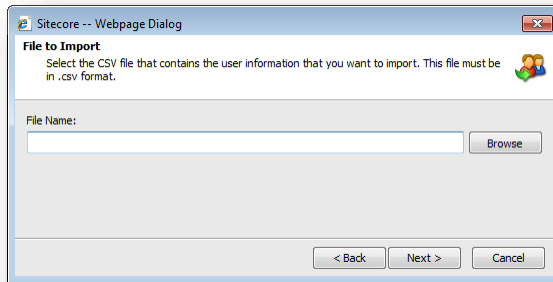 Sitecore -- Webpage Dialog
File to Import
Select the CSV file that contains the user information that you want to import. This file must be
in .csv format.
File Name:
Browse
< Back Next > Cancel